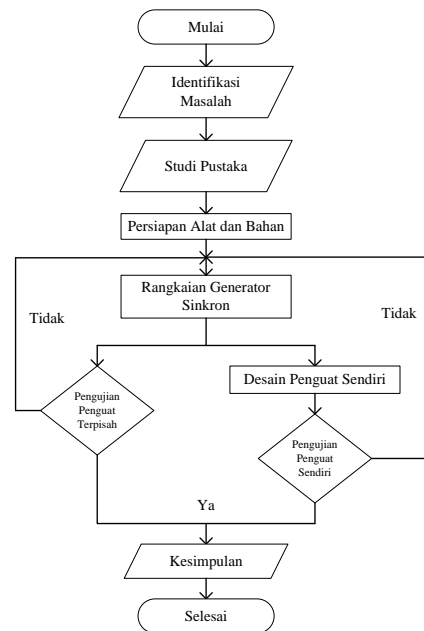 Mulai
Identifikasi
Masalah
Studi Pustaka
Persiapan Alat dan Bahan
Rangkaian Generator
Sinkron
Tidak
Tidak
Pengujian
Penguat
Terpisah
Desain Penguat Sendiri
Pengujian
Penguat
Sendiri
Ya
Kesimpulan
Selesai